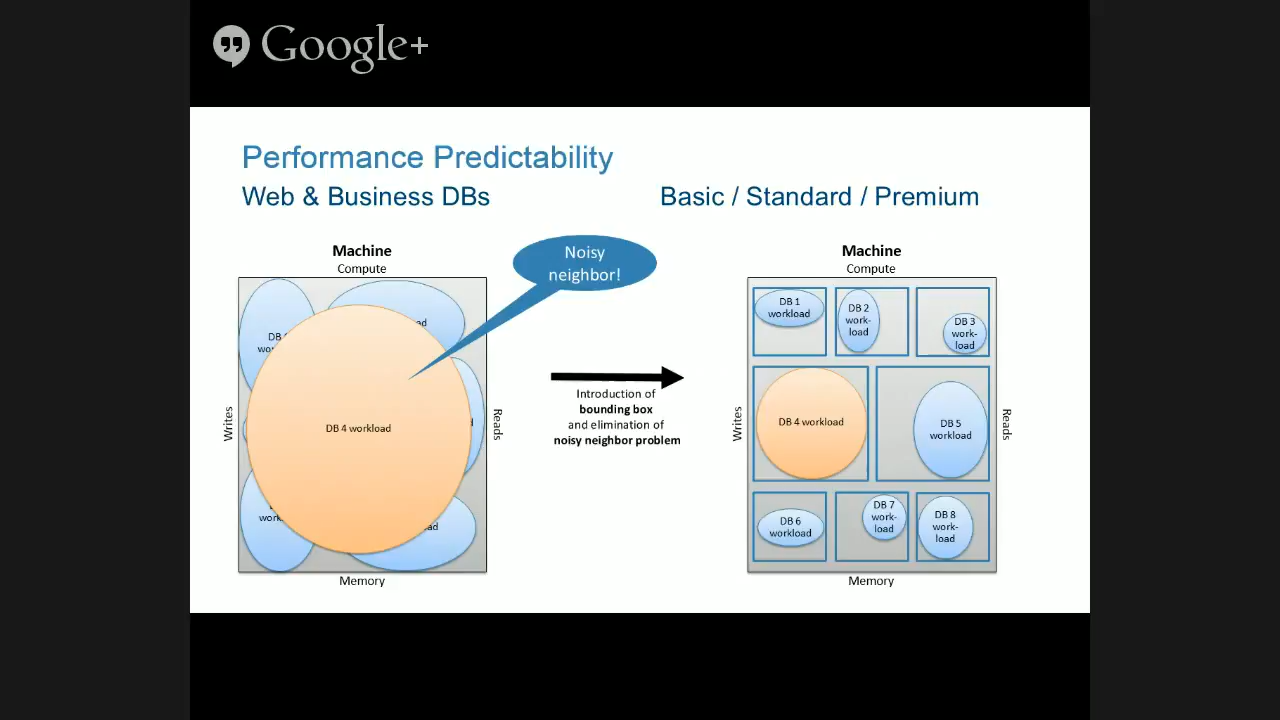 Google+
Performance Predictability
Web & Business DBs
Basic / Standard / Premium
Machine
Compute
Noisy
neighbor!
DB 4 workload
Writes
Reads
Memory
Introduction of
bounding box
and elimination of
noisy neighbor problem
Machine
Compute
DB 1
workload
DB 2
work-
load
DB 3
work-
load
DB 4 workload
DB 5
workload
DB 6
workload
DB 7
work-
load
DB 8
work-
load
Writes
Reads
Memory